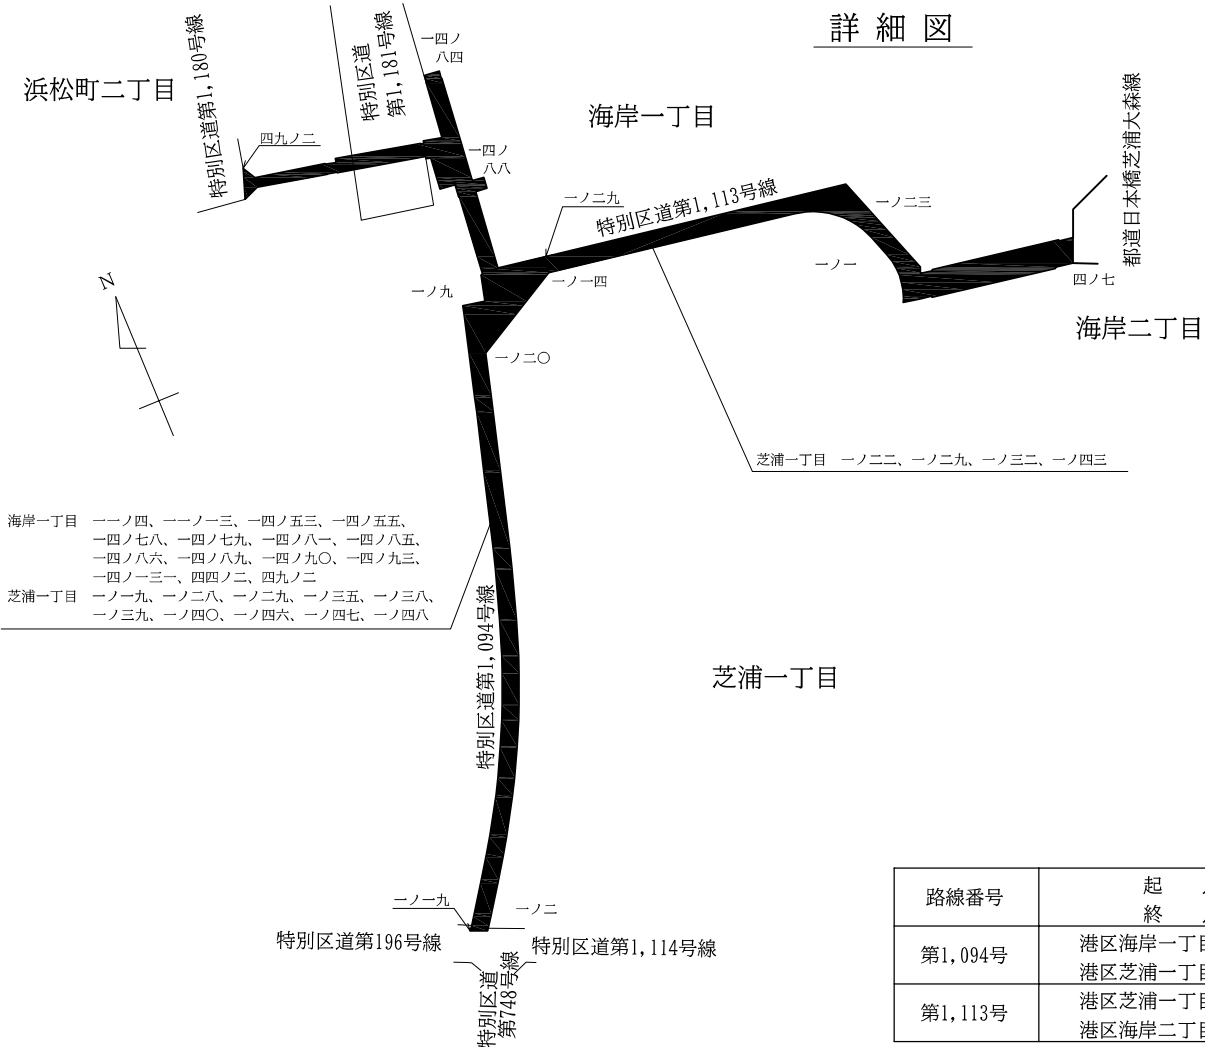 詳細図
浜松町二丁目
特別区道第1,180号線
特別区道
第1,181号線
一四ノ
八四
海岸一丁目
都道日本橋芝浦大森線
四九ノ二
一四ノ
八八
一ノ二九
特別区道第1,113号線
一ノ二三
一ノ一
四ノ七
海岸二丁目
N
一ノ九
一ノ一四
一ノ二〇
芝浦一丁目 一ノ二二、一ノ二九、一ノ三二、一ノ四三
海岸一丁目 一一ノ四、一一ノ一三、一四ノ五三、一四ノ五五、
一四ノ七八、一四ノ七九、一四ノ八一、一四ノ八五、
一四ノ八六、一四ノ八九、一四ノ九〇、一四ノ九三、
一四ノ一三一、四四ノ二、四九ノ二
芝浦一丁目 一ノ一九、一ノ二八、一ノ二九、一ノ三五、一ノ三八、
一ノ三九、一ノ四〇、一ノ四六、一ノ四七、一ノ四八
特別区道第1,094号線
芝浦一丁目
一ノ一九
一ノ二
特別区道第196号線
特別区道第1,114号線
特別区道
第748号線
路線番号
起
終
第1,094号
港区海岸一丁目
港区芝浦一丁目
第1,113号
港区芝浦一丁目
港区海岸二丁目